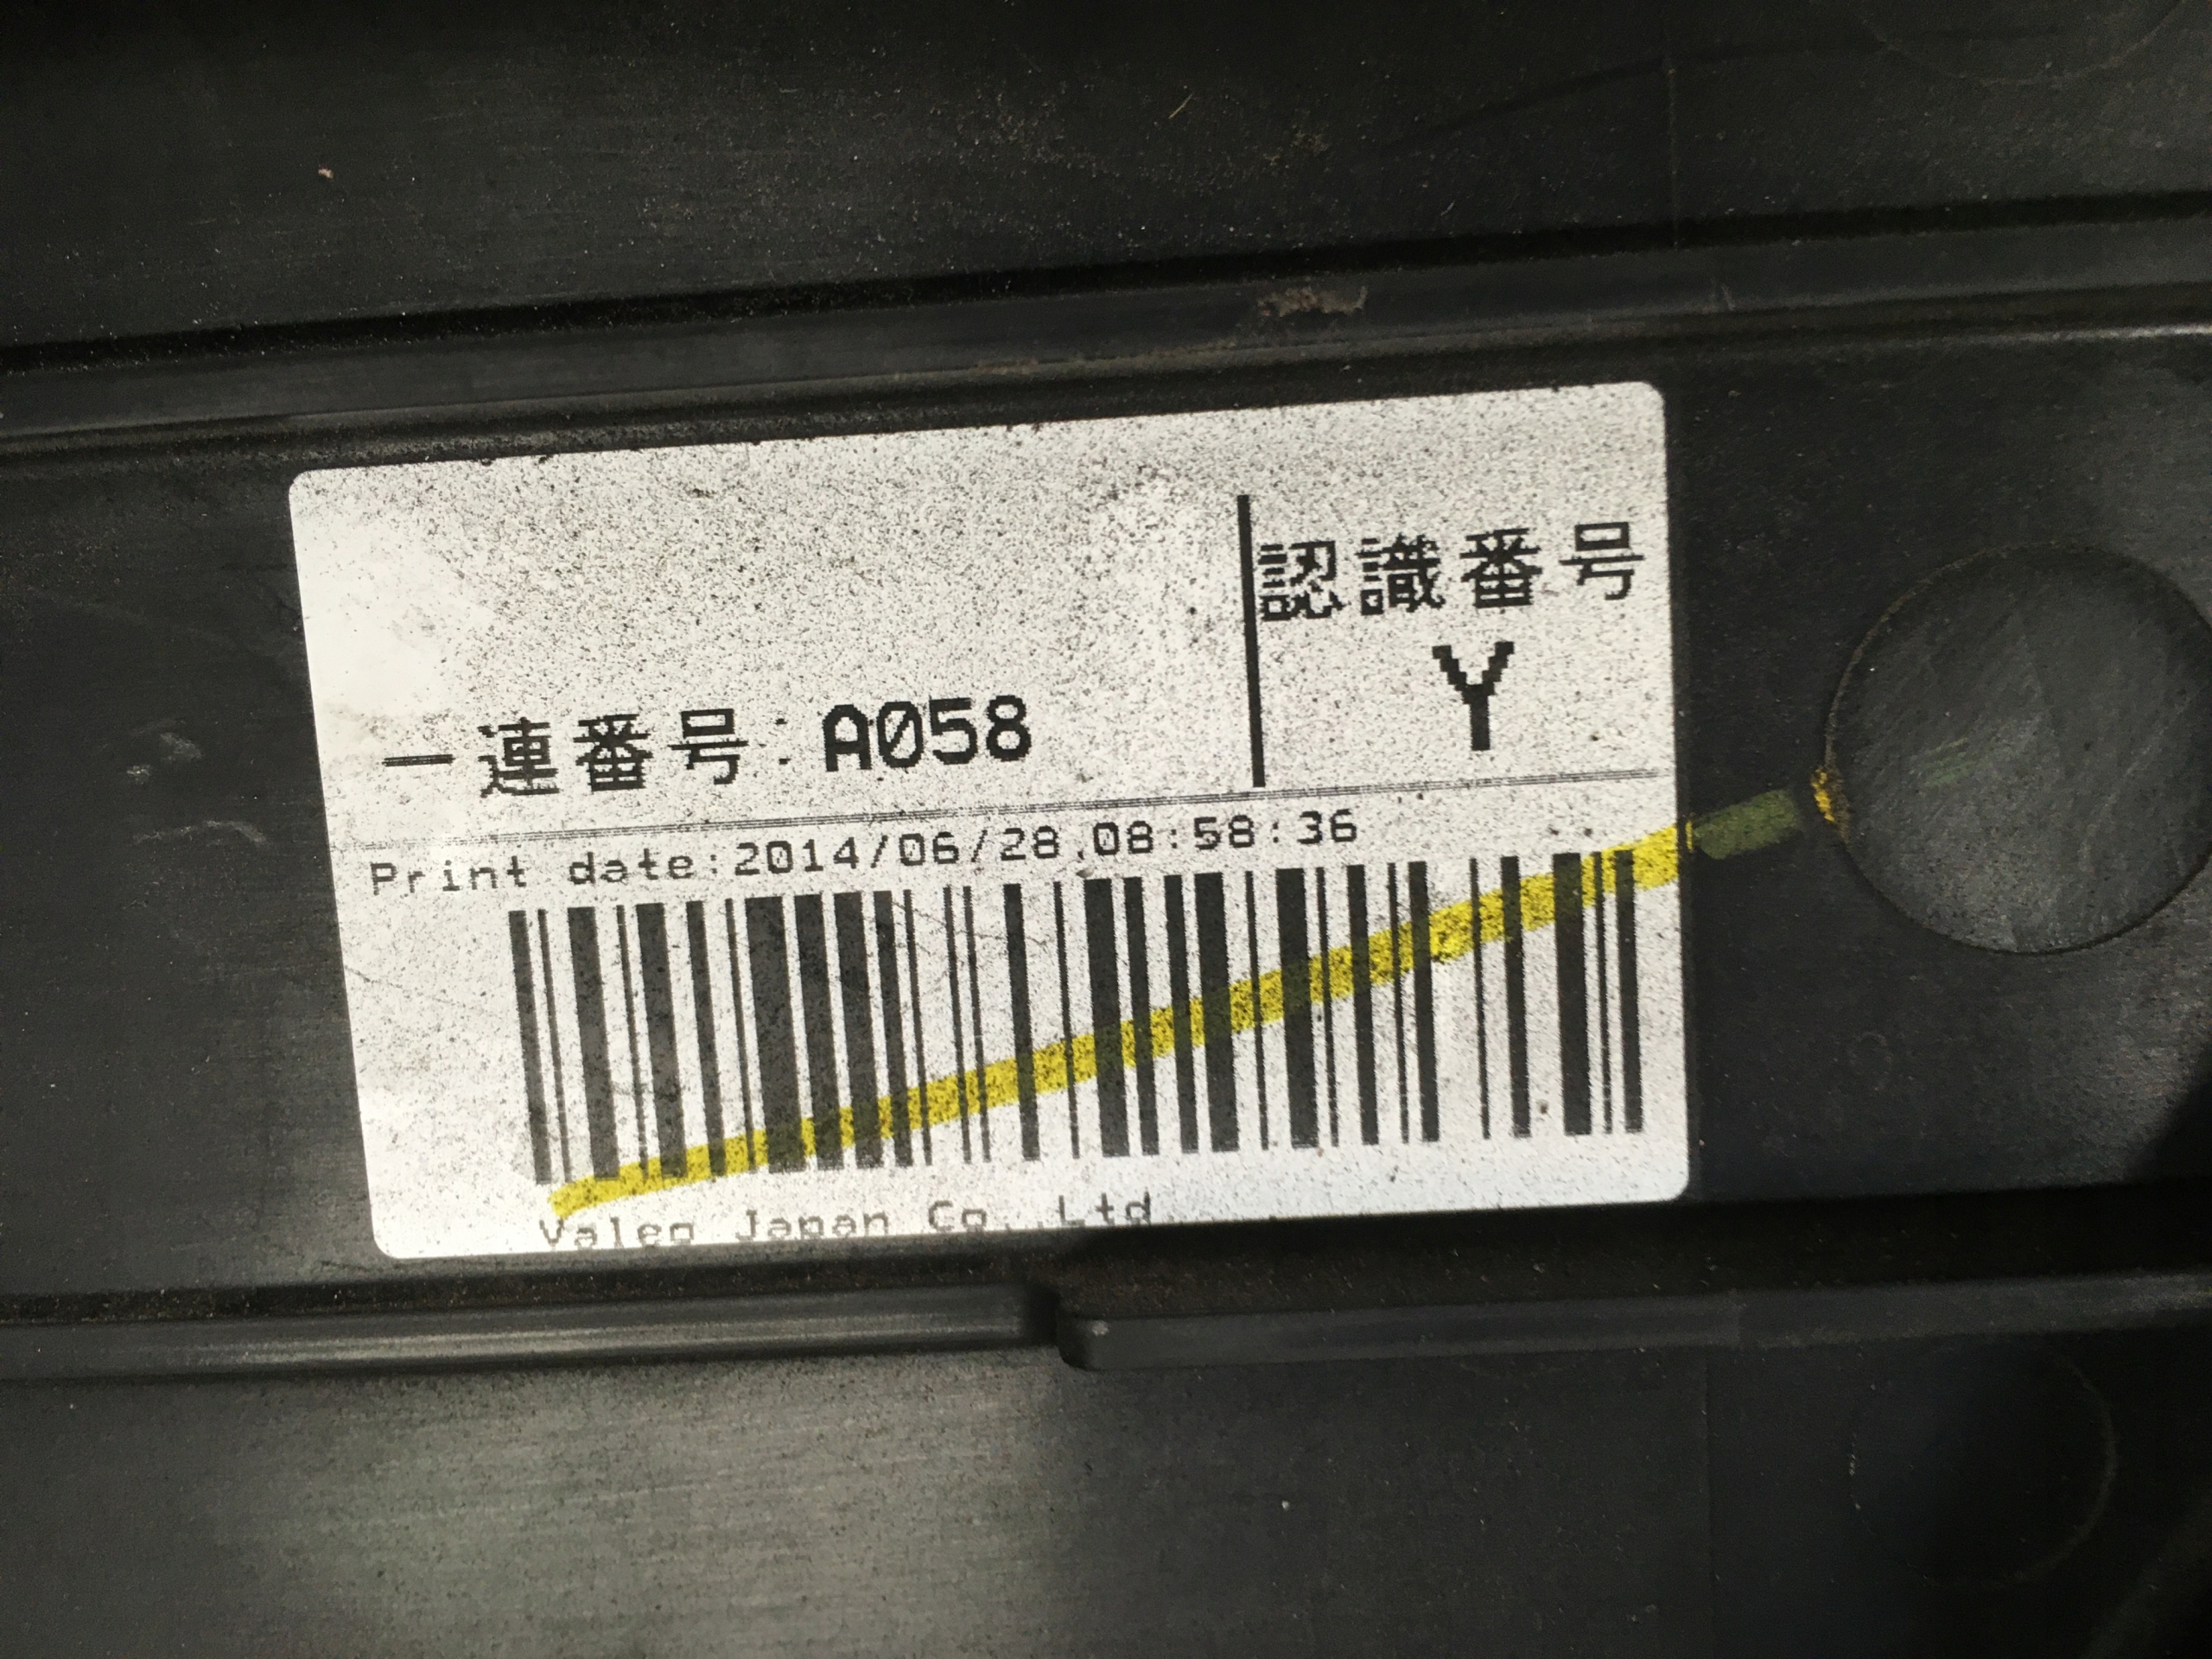 認識番号
Y
一連番号:A058
Print date:2014/06/28,08:58:36
Valeo Japan Co.,Ltd